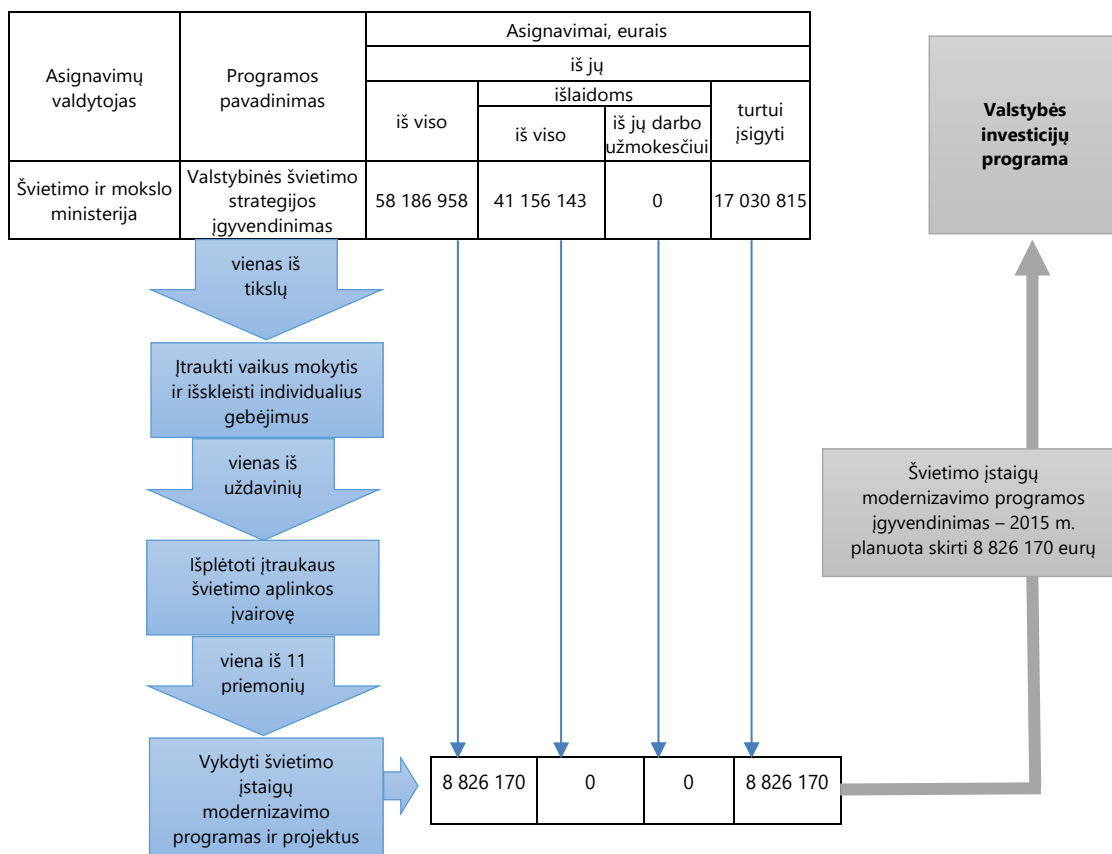 Asignavimų
valdytojas
Programos
pavadinimas
Asignavimai, eurais
iš jų
iš viso
išlaidoms
iš viso
iš jų darbo
užmokesčiui
turtui
įsigyti
Švietimo ir mokslo
ministerija
Valstybinės švietimo
strategijos
įgyvendinimas
58 186 958
41 156 143
0
17 030 815
vienas iš
tikslų
Įtraukti vaikus mokytis
ir išskleisti individualius
gebėjimus
vienas iš
uždavinių
Išplėtoti įtraukaus
švietimo aplinkos
įvairovę
viena iš 11
priemonių
Vykdyti švietimo
įstaigų
modernizavimo
programas ir projektus
8 826 170
0
0
8 826 170
Švietimo įstaigų
modernizavimo programos
įgyvendinimas – 2015 m.
planuota skirti 8 826 170 eurų
Valstybės
investicijų
programa